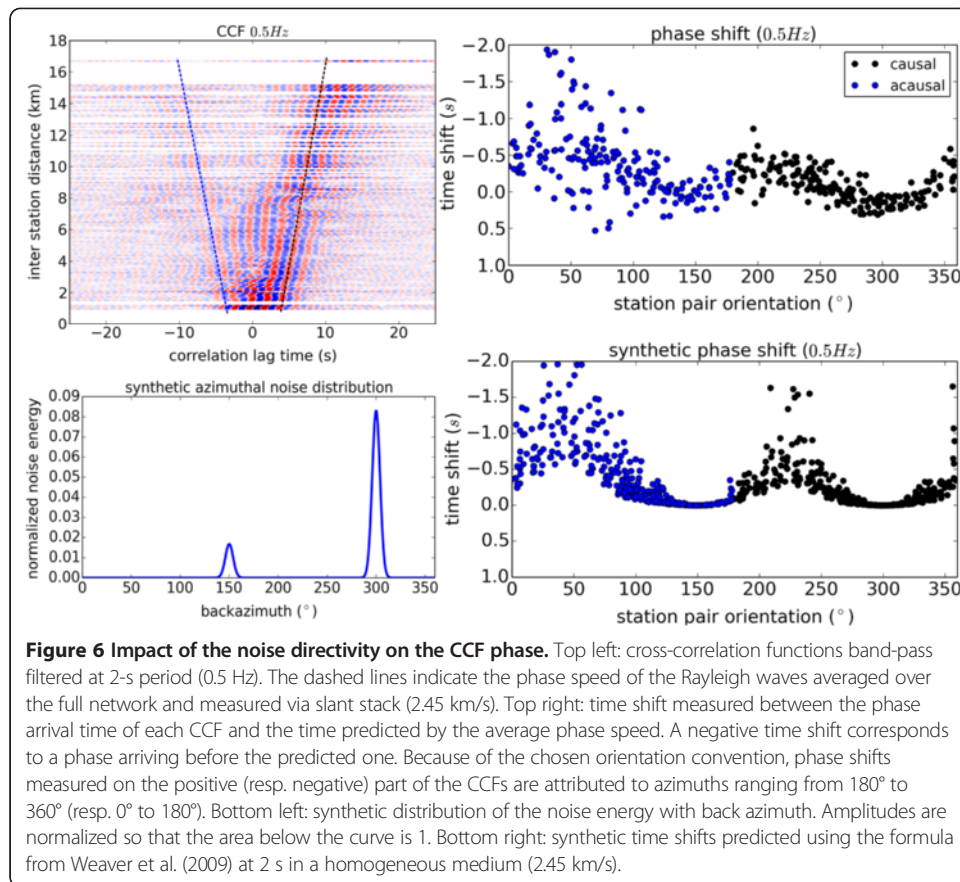 CCF 0.5Hz
inter station distance (km)
18
16
14
12
10
8
6
4
2
0
−20 −10 0 10 20
correlation lag time (s)
phase shift (0.5Hz)
time shift (s)
−2.0
−1.5
−1.0
−0.5
0.0
0.5
1.0
causal
acausal
0 50 100 150 200 250 300 350
station pair orientation (°)
synthetic azimuthal noise distribution
normalized noise energy
0.09
0.08
0.07
0.06
0.05
0.04
0.03
0.02
0.01
0.00
0 50 100 150 200 250 300 350
backazimuth (°)
synthetic phase shift (0.5Hz)
time shift (s)
−2.0
−1.5
−1.0
−0.5
0.0
0.5
1.0
0 50 100 150 200 250 300 350
station pair orientation (°)
Figure 6 Impact of the noise directivity on the CCF phase. Top left: cross-correlation functions band-pass
filtered at 2-s period (0.5 Hz). The dashed lines indicate the phase speed of the Rayleigh waves averaged over
the full network and measured via slant stack (2.45 km/s). Top right: time shift measured between the phase
arrival time of each CCF and the time predicted by the average phase speed. A negative time shift corresponds
to a phase arriving before the predicted one. Because of the chosen orientation convention, phase shifts
measured on the positive (resp. negative) part of the CCFs are attributed to azimuths ranging from 180° to
360° (resp. 0° to 180°). Bottom left: synthetic distribution of the noise energy with back azimuth. Amplitudes are
normalized so that the area below the curve is 1. Bottom right: synthetic time shifts predicted using the formula
from Weaver et al. (2009) at 2 s in a homogeneous medium (2.45 km/s).